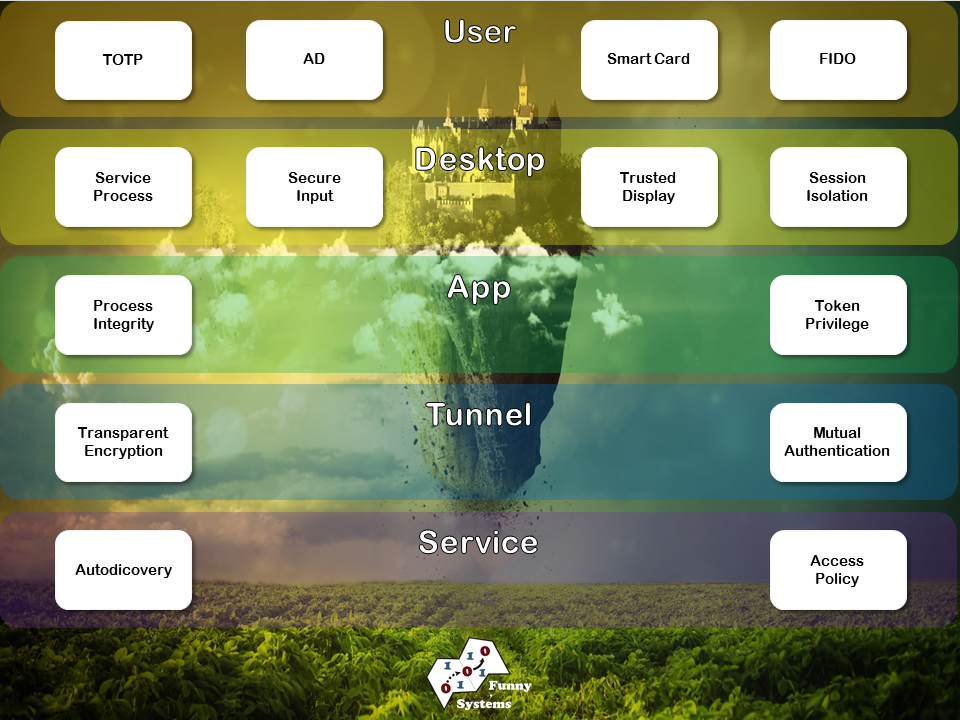 User
TOTP
AD
Smart Card
FIDO
Desktop
Service
Process
Secure
Input
Trusted
Display
Session
Isolation
App
Process
Integrity
Token
Privilege
Tunnel
Transparent
Encryption
Mutual
Authentication
Service
Autodicovery
Access
Policy
1 1 0
0 1 0 1
Funny
Systems